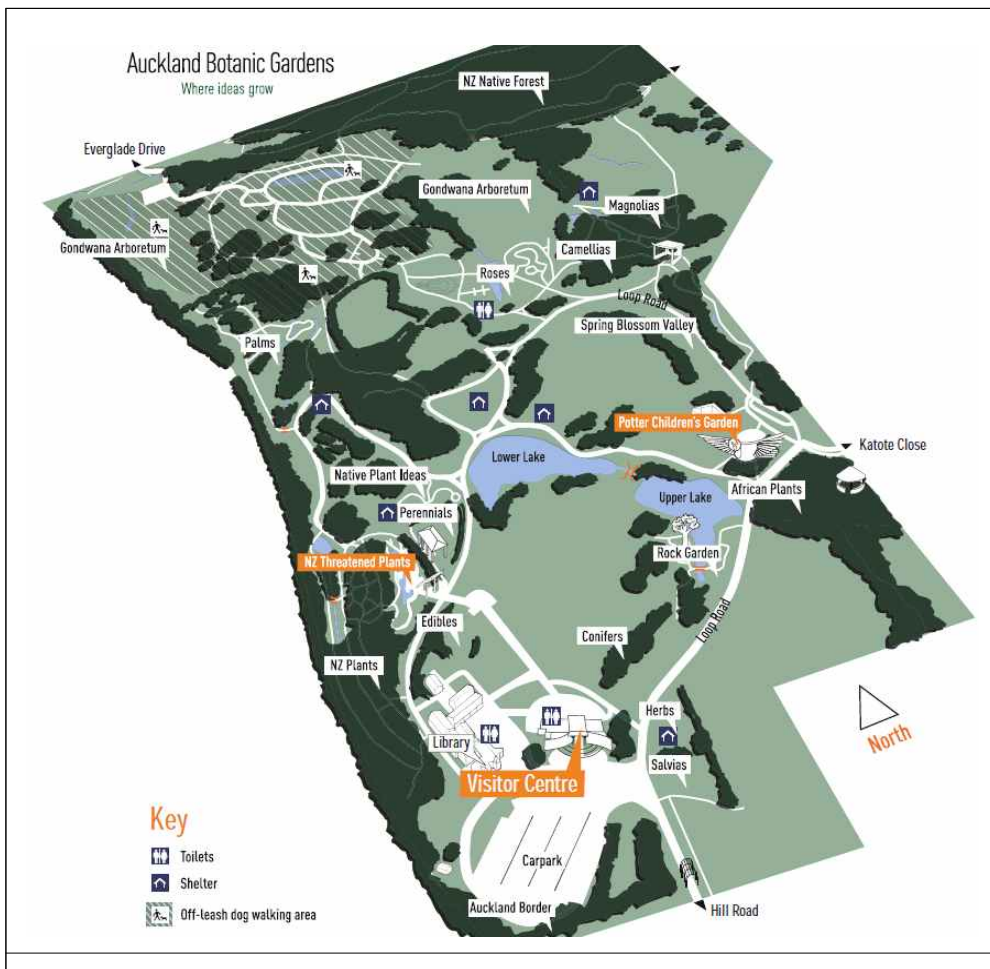 Auckland Botanic Gardens
Where ideas grow
NZ Native Forest
Everglade Drive
Gondwana Arboretum
Magnolias
Gondwana Arboretum
Camellias
Roses
Loop Road
Spring Blossom Valley
Palms
Potter Children's Garden
Katote Close
Lower Lake
Native Plant Ideas
Upper Lake
African Plants
Perennials
Rock Garden
NZ Threatened Plants
Edibles
Loop Road
Conifers
NZ Plants
Herbs
North
Library
Salvias
Visitor Centre
Key
Toilets
Shelter
Off-leash dog walking area
Carpark
Auckland Border
Hill Road